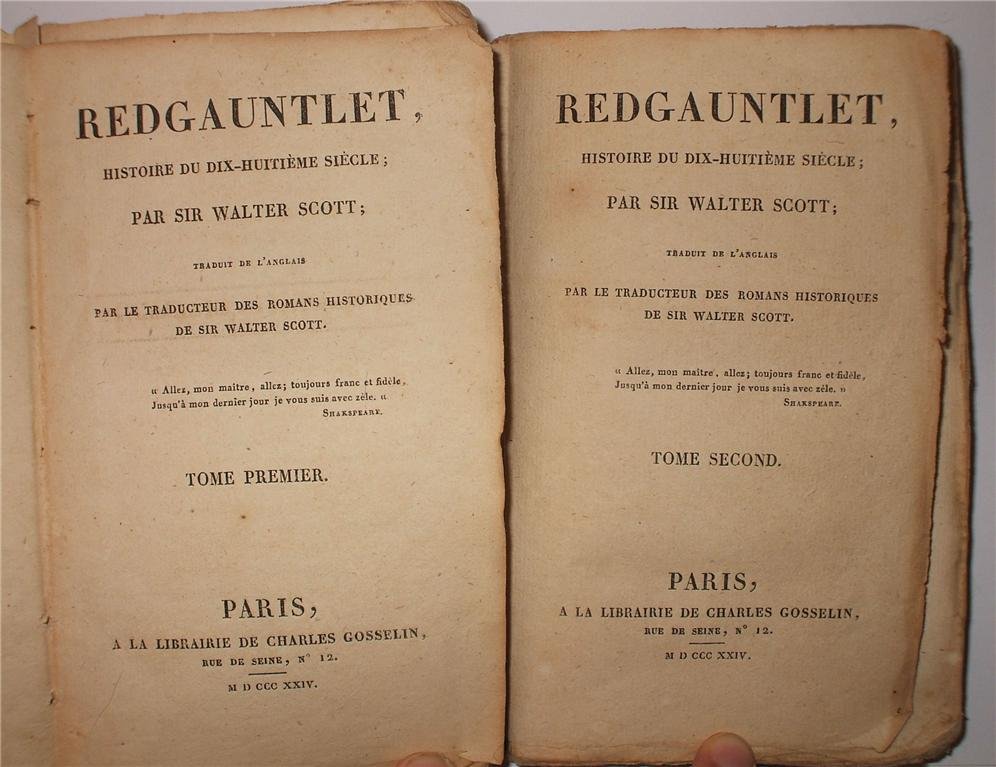 REDGAUNTLET,
HISTOIRE DU DIX-HUITIÈME SIÈCLE;
PAR SIR WALTER SCOTT;
TRADUIT DE L'ANGLAIS
PAR LE TRADUCTEUR DES ROMANS HISTORIQUES
DE SIR WALTER SCOTT.
« Allez, mon maître, allez; toujours franc et fidèle,
Jusqu'à mon dernier jour je vous suis avec zèle. «
SHAKSPEARE.
TOME PREMIER.
PARIS,
A LA LIBRAIRIE DE CHARLES GOSSELIN,
RUE DE SEINE, N° 12.
M D CCC XXIV.
REDGAUNTLET,
HISTOIRE DU DIX-HUITIÈME SIÈCLE;
PAR SIR WALTER SCOTT;
TRADUIT DE L'ANGLAIS
PAR LE TRADUCTEUR DES ROMANS HISTORIQUES
DE SIR WALTER SCOTT.
« Allez, mon maître, allez; toujours franc et fidèle,
Jusqu'à mon dernier jour je vous suis avec zèle. »
SHAKSPEARE.
TOME SECOND.
PARIS,
A LA LIBRAIRIE DE CHARLES GOSSELIN,
RUE DE SEINE, N° 12.
M D CCC XXIV.